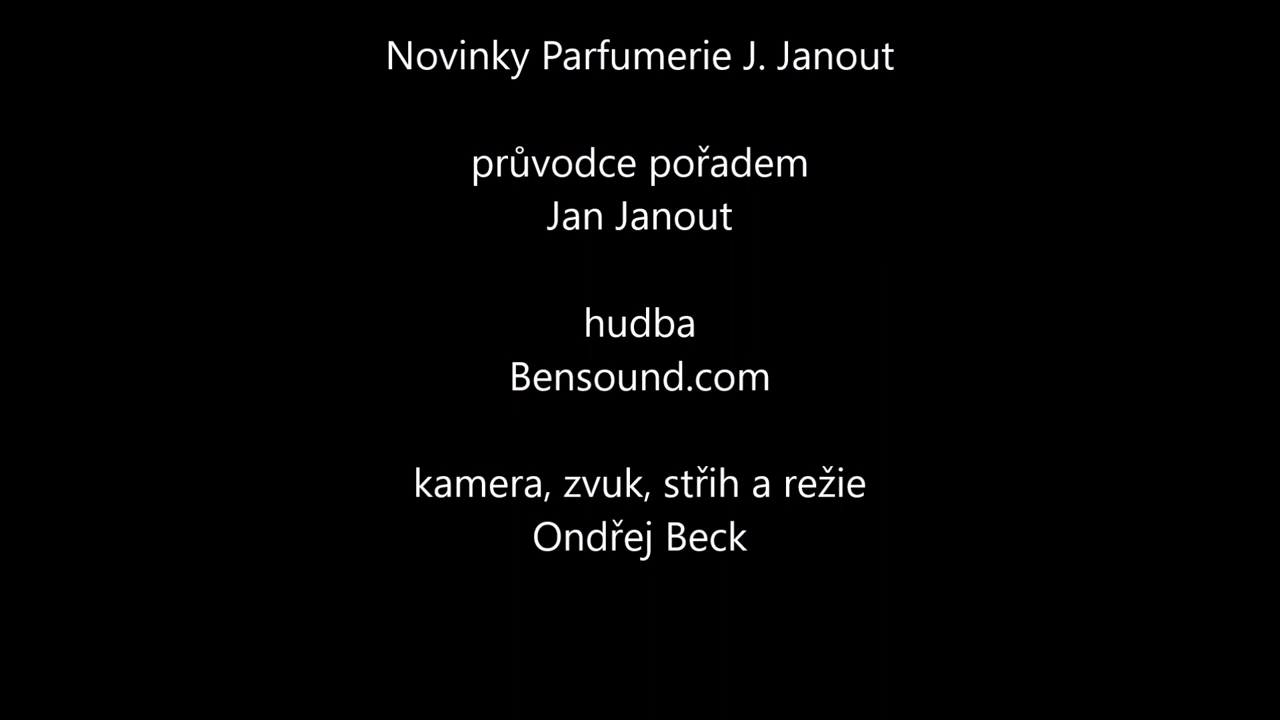 Novinky Parfumerie J. Janout
průvodce pořadem
Jan Janout
hudba
Bensound.com
kamera, zvuk, střih a režie
Ondřej Beck